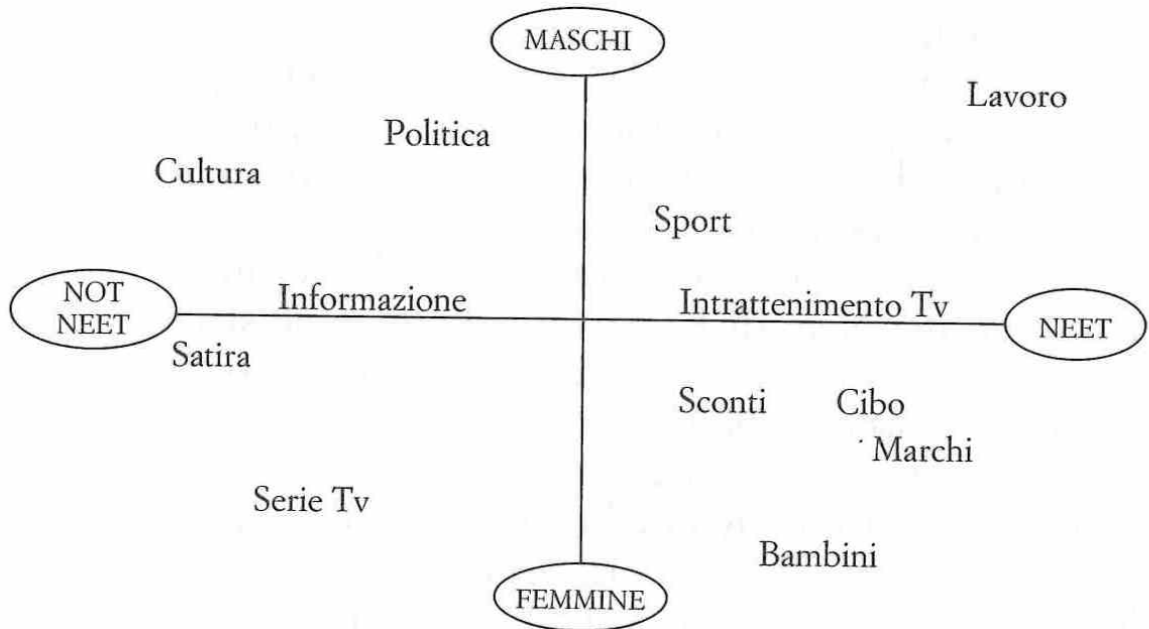 MASCHI
Lavoro
Politica
Cultura
Sport
NOT
NEET
Informazione
Intrattenimento Tv
NEET
Satira
Sconti
Cibo
Marchi
Serie Tv
Bambini
FEMMINE